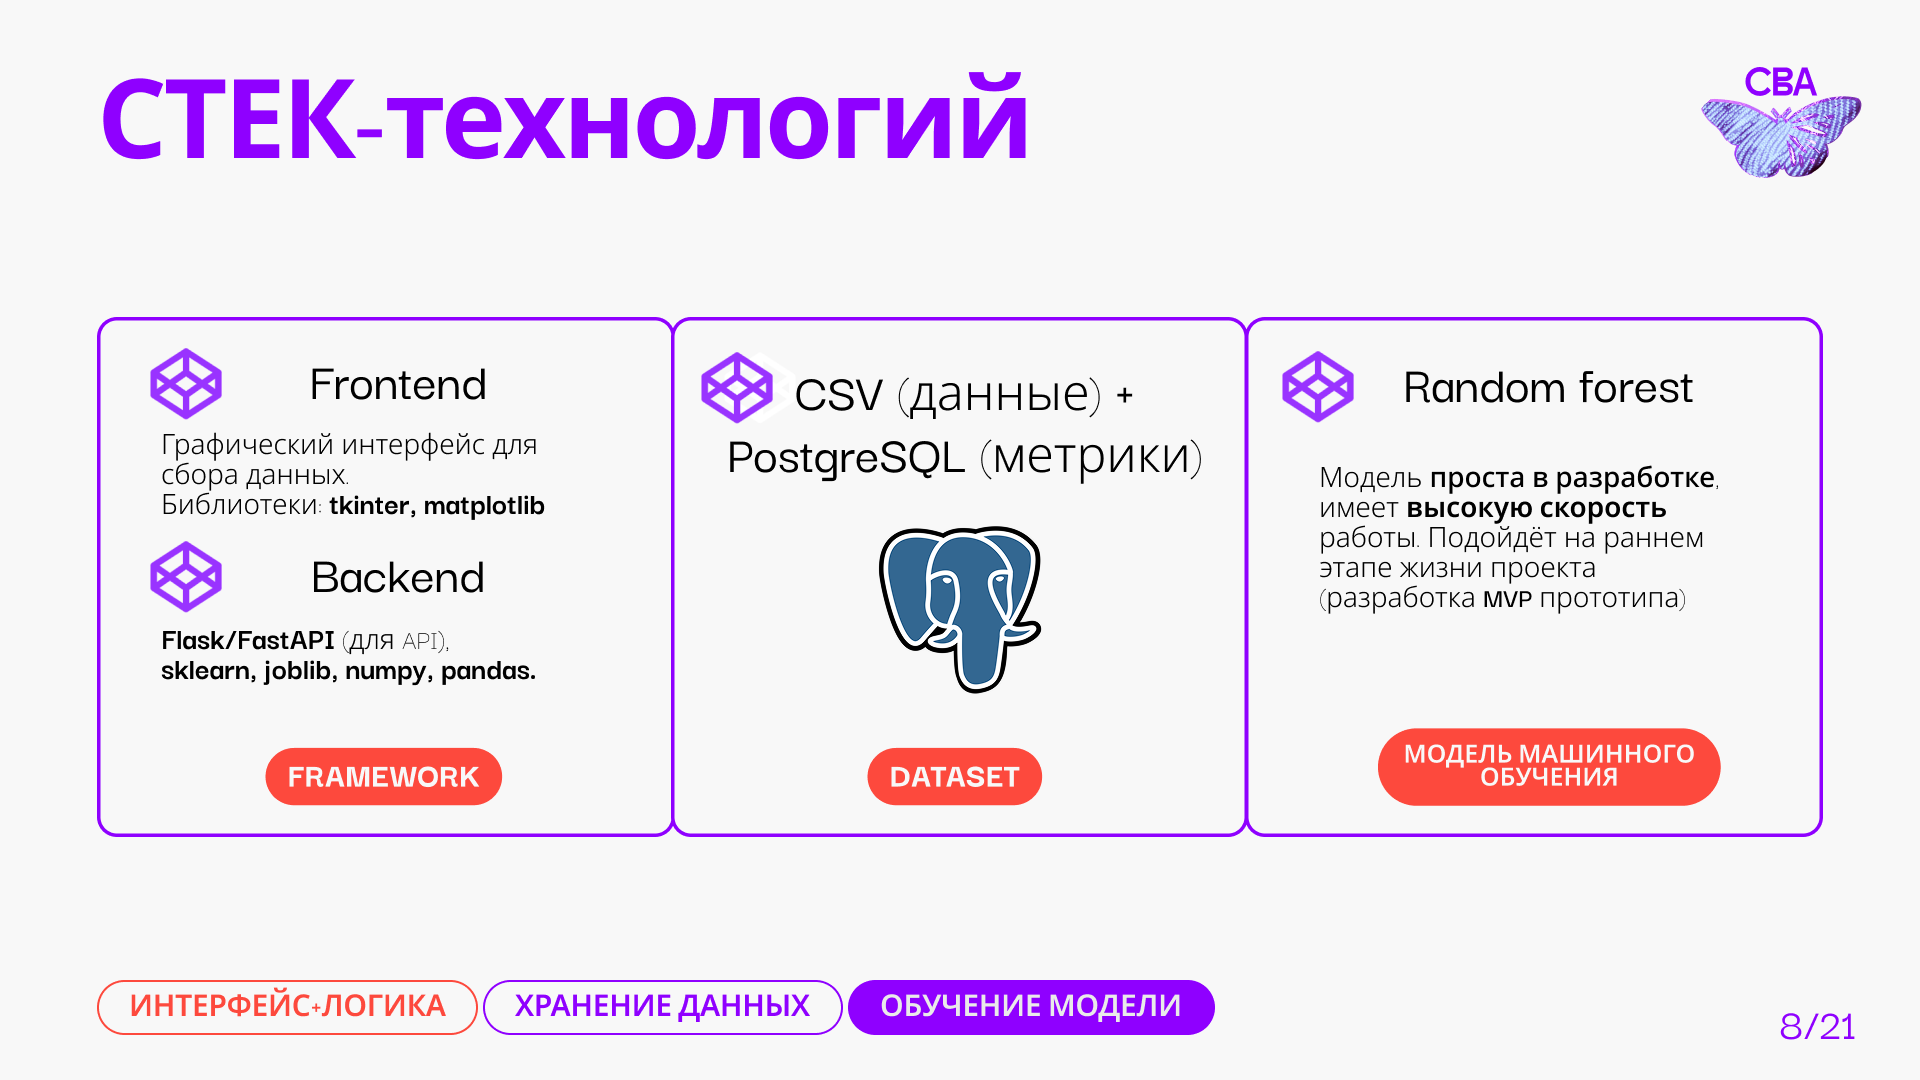 СТЕК-технологий
CBA
Frontend
Графический интерфейс для
сбора данных.
Библиотеки: tkinter, matplotlib
Backend
Flask/FastAPI (для API),
sklearn, joblib, numpy, pandas.
FRAMEWORK
CSV (данные) +
PostgreSQL (метрики)
DATASET
Random forest
Модель проста в разработке,
имеет высокую скорость
работы. Подойдёт на раннем
этапе жизни проекта
(разработка MVP прототипа)
МОДЕЛЬ МАШИННОГО
ОБУЧЕНИЯ
ИНТЕРФЕЙС+ЛОГИКА
ХРАНЕНИЕ ДАННЫХ
ОБУЧЕНИЕ МОДЕЛИ
8/21